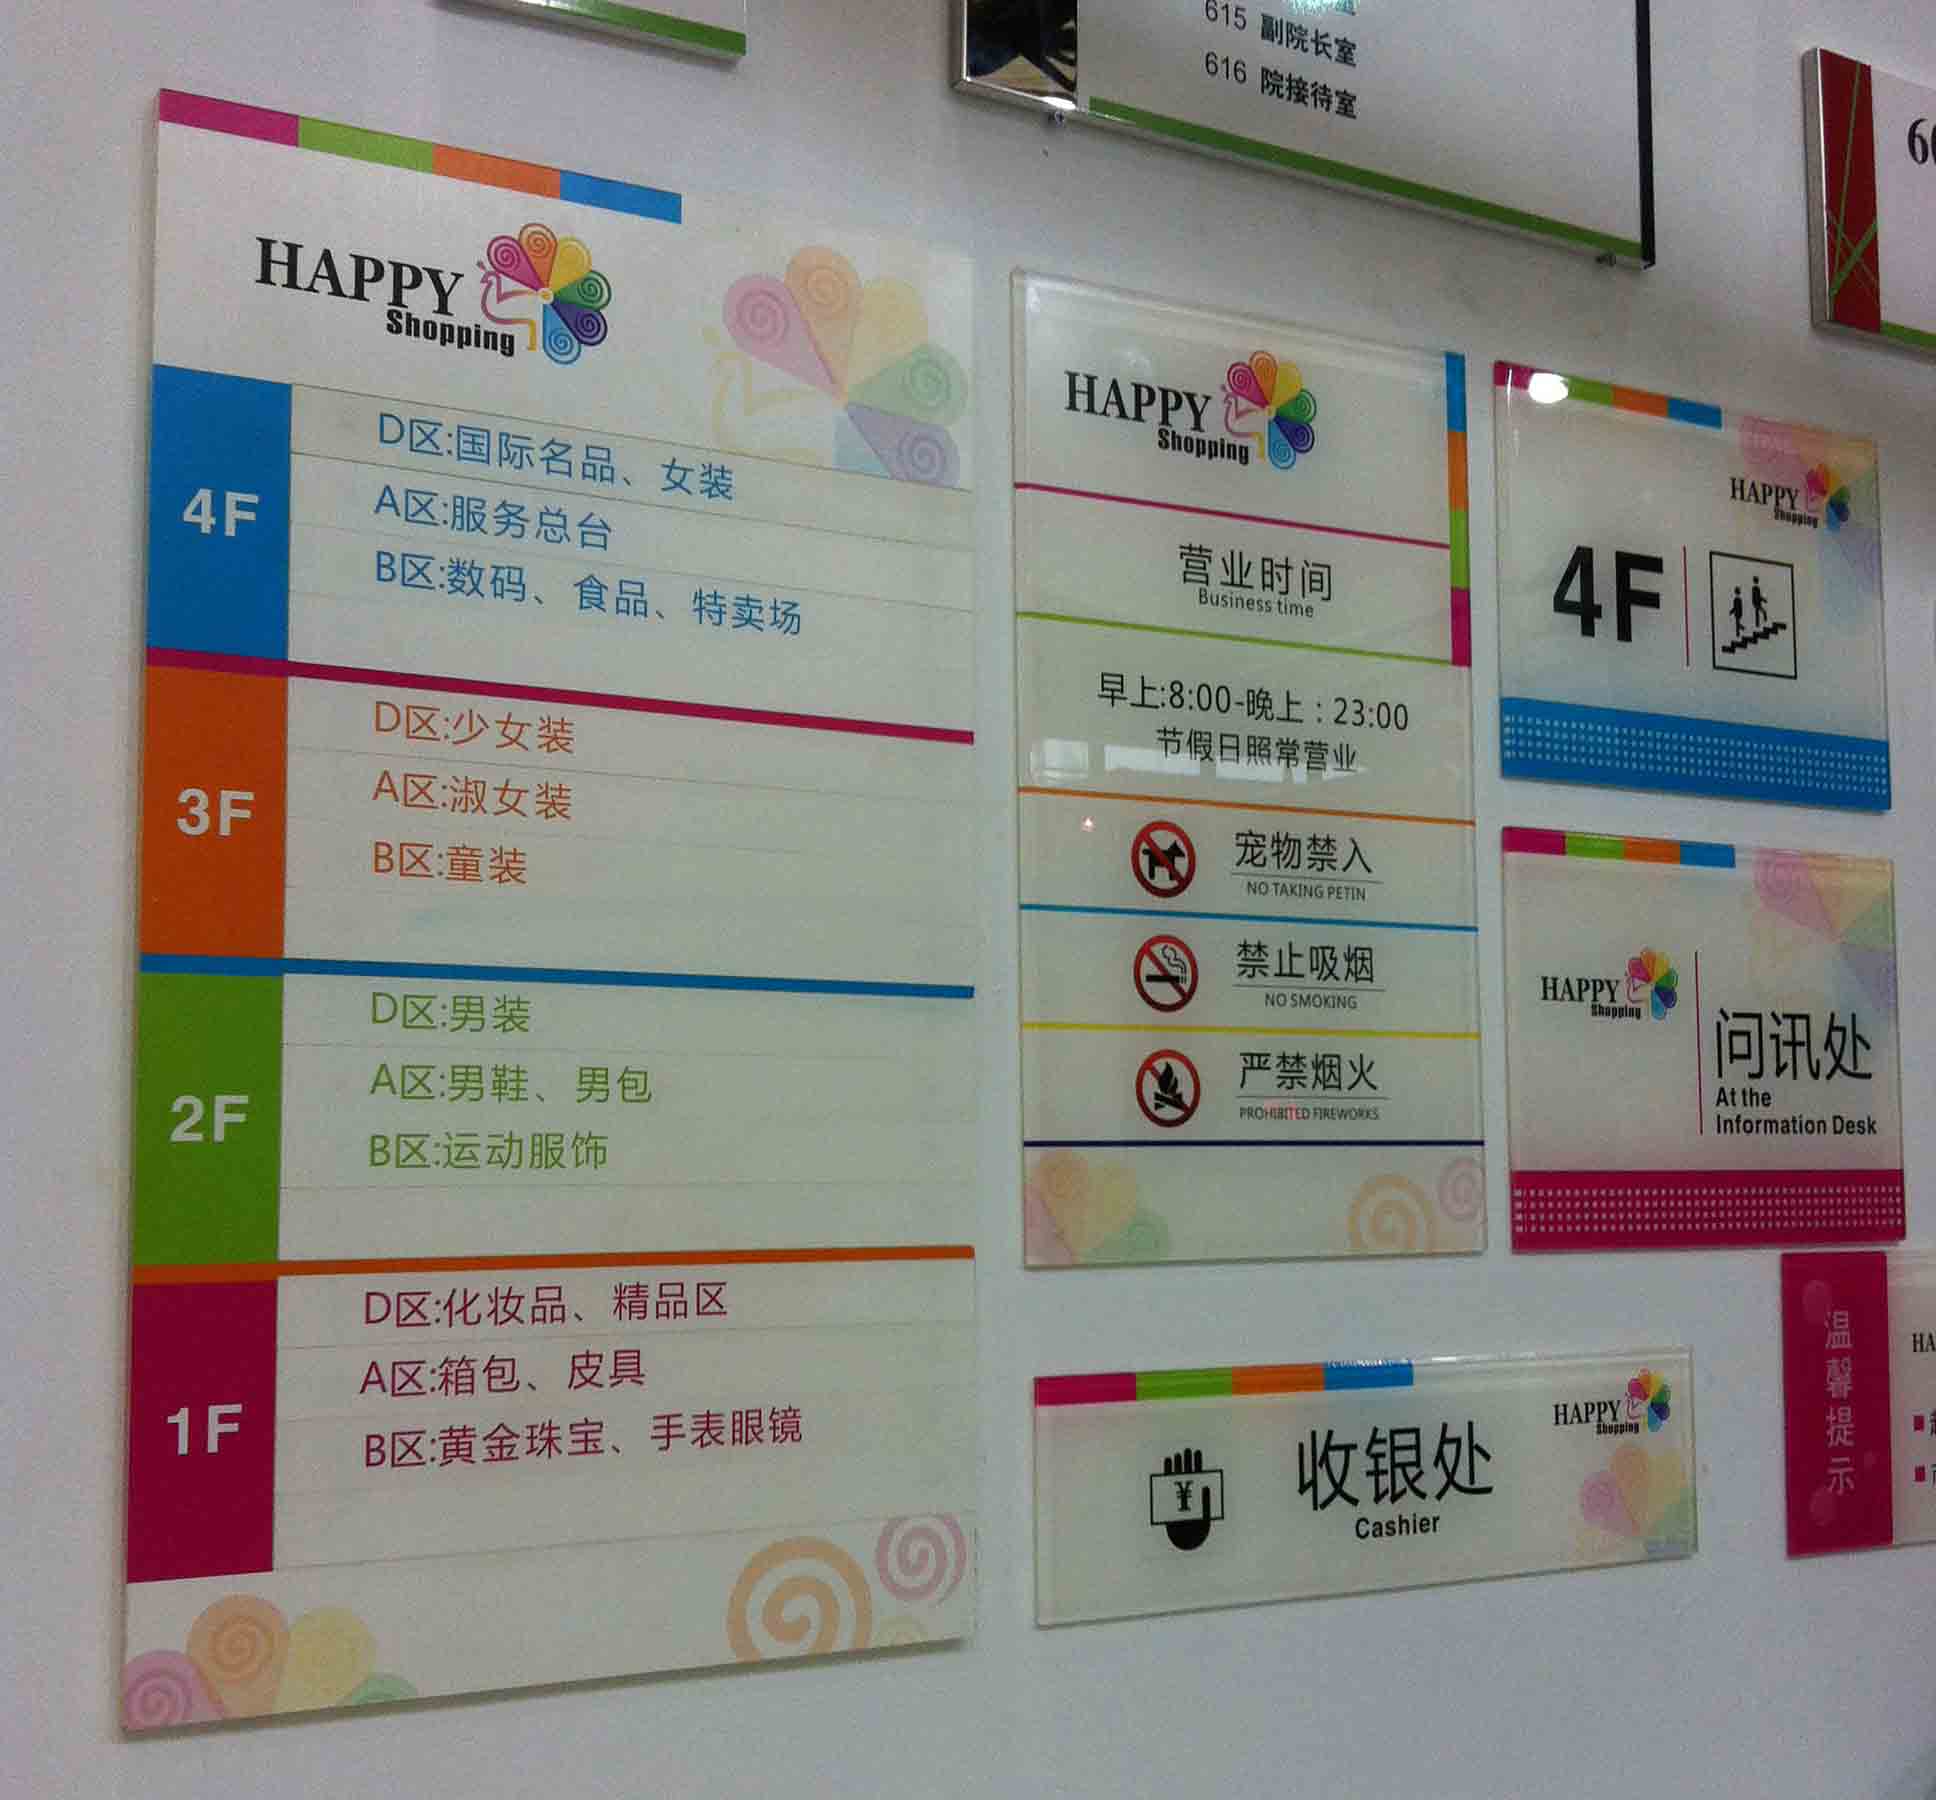 615 副院长室
616 院接待室
HAPPY
Shopping
4F
D区:国际名品、女装
A区:服务总台
B区:数码、食品、特卖场
3F
D区:少女装
A区:淑女装
B区:童装
2F
D区:男装
A区:男鞋、男包
B区:运动服饰
1F
D区:化妆品、精品区
A区:箱包、皮具
B区:黄金珠宝、手表眼镜
HAPPY
Shopping
营业时间
Business time
早上:8:00-晚上：23:00
节假日照常营业
宠物禁入
NO TAKING PETIN
禁止吸烟
NO SMOKING
严禁烟火
PROHIBITED FIREWORKS
HAPPY
Shopping
4F
HAPPY
Shopping
问讯处
At the
Information Desk
HAPPY
Shopping
¥
收银处
Cashier
温馨提示
HA